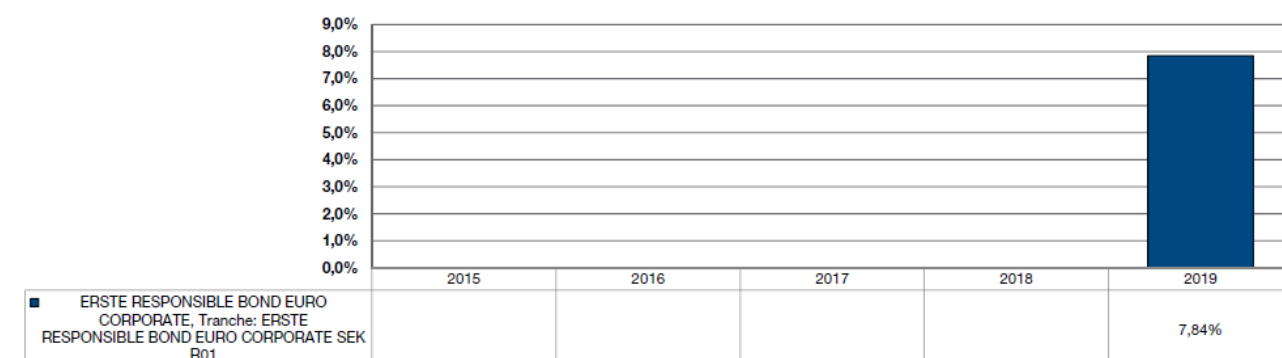 9,0%
8,0%
7,0%
6,0%
5,0%
4,0%
3,0%
2,0%
1,0%
0,0%
2015 2016 2017 2018 2019
ERSTE RESPONSIBLE BOND EURO
CORPORATE, Tranche: ERSTE
RESPONSIBLE BOND EURO CORPORATE SEK
R01
7,84%